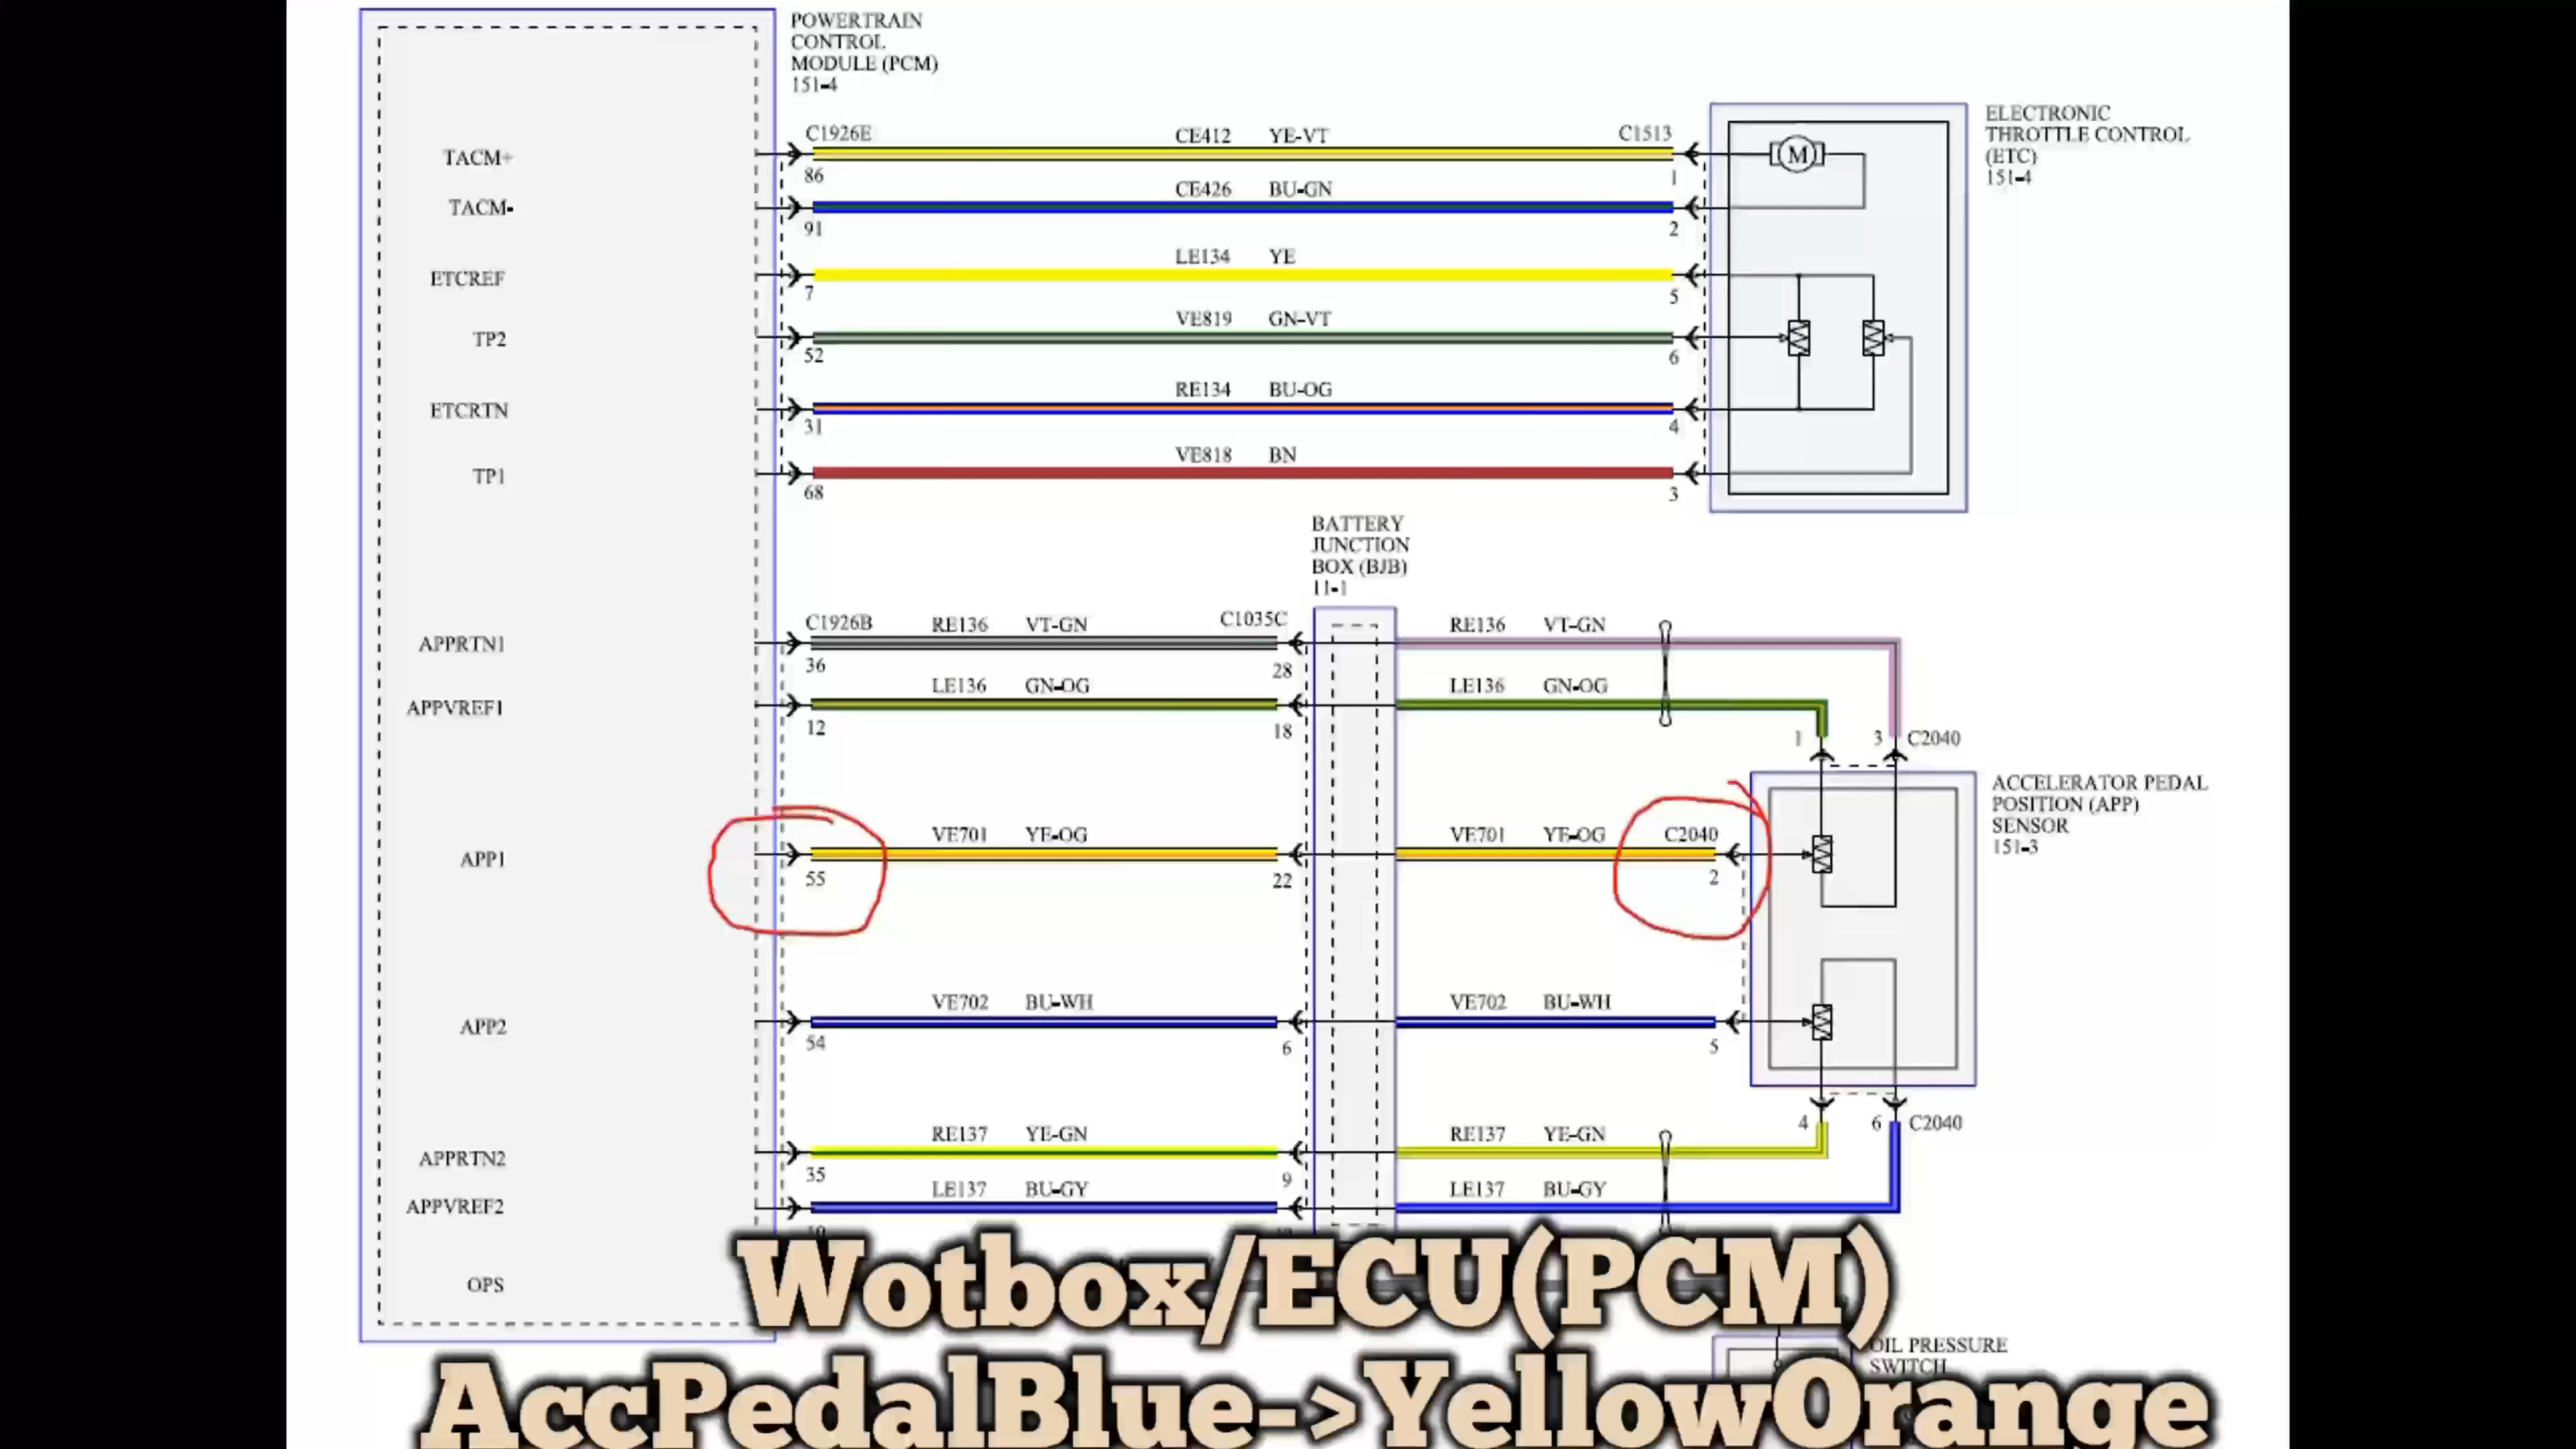 POWERTRAIN
CONTROL
MODULE (PCM)
151-4
ELECTRONIC
THROTTLE CONTROL
(ETC)
151-4
C1926E CE412 YE-VT C1513
TACM+ M
86 1
CE426 BU-GN
TACM-
91 2
LE134 YE
ETCREF
7 5
VE819 GN-VT
TP2
52 6
RE134 BU-OG
ETCRTN
31 4
VE818 BN
TP1
68 3
BATTERY
JUNCTION
BOX (BJB)
11-1
C1926B RE136 VT-GN C1035C RE136 VT-GN
APPRTN1
36 28
LE136 GN-OG LE136 GN-OG
APPVREF1
12 18
1 3 C2040
ACCELERATOR PEDAL
POSITION (APP)
SENSOR
151-3
VE701 YE-OG VE701 YE-OG C2040
APP1
55 22 2
VE702 BU-WH VE702 BU-WH
APP2
54 6 5
4 6 C2040
RE137 YE-GN RE137 YE-GN
APPRTN2
35 9
LE137 BU-GY LE137 BU-GY
APPVREF2
OPS
Wotbox/ECU(PCM)
OIL PRESSURE
SWITCH
AccPedalBlue->YellowOrange